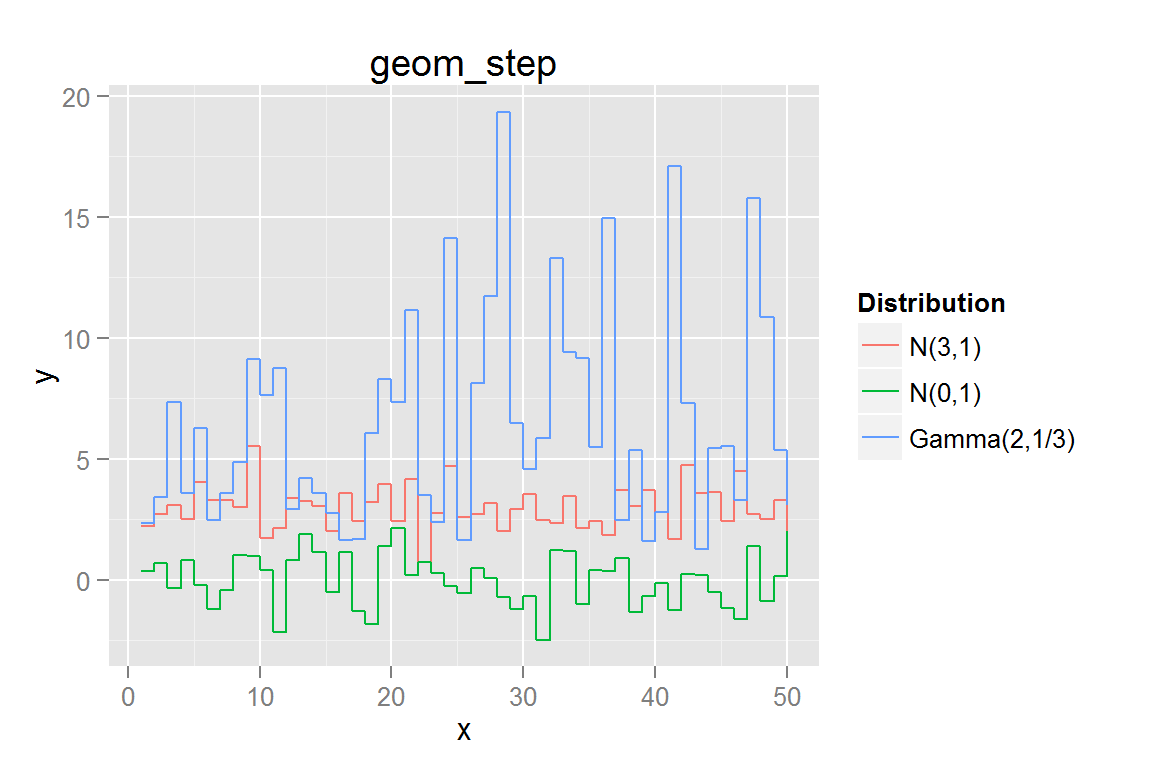 geom_step
20
15
10
5
0
y
0 10 20 30 40 50
x
Distribution
N(3,1)
N(0,1)
Gamma(2,1/3)